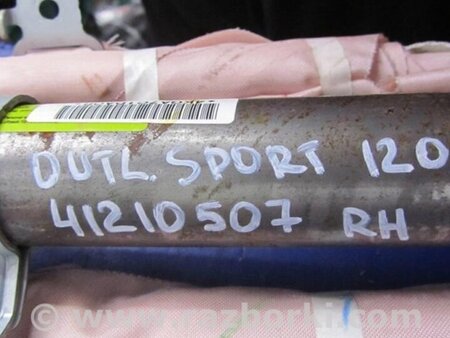 OUTL. SPORT 120
41210507 RH
© www.razborki.com